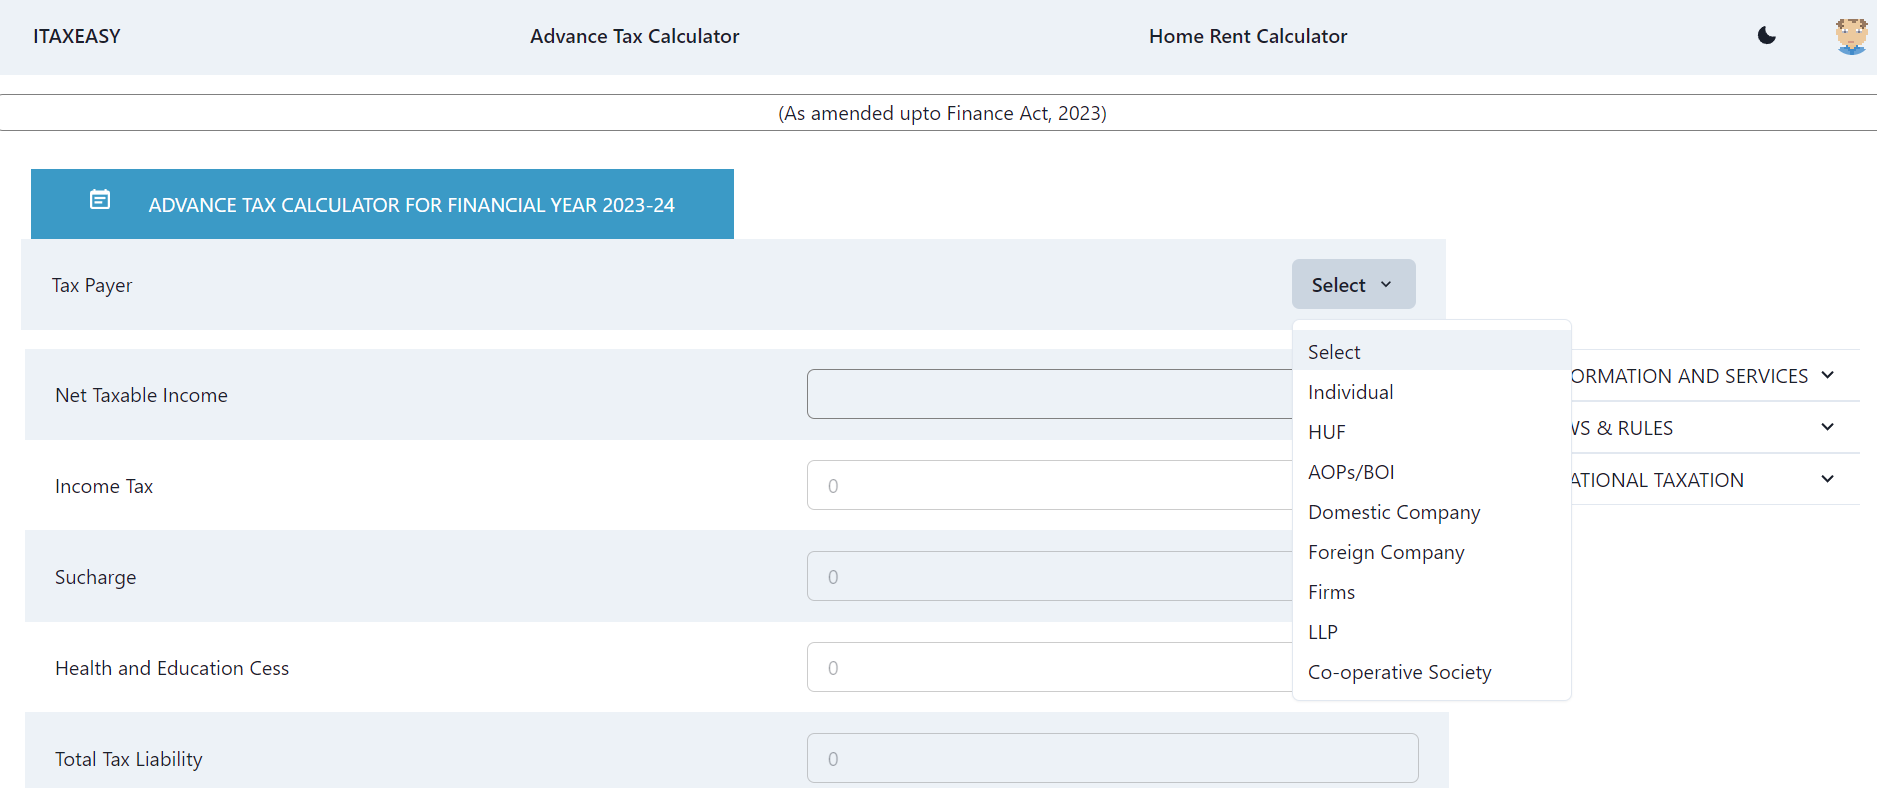 ITAXEASY
Advance Tax Calculator
Home Rent Calculator
(As amended upto Finance Act, 2023)
ADVANCE TAX CALCULATOR FOR FINANCIAL YEAR 2023-24
Tax Payer
Select
Select
Individual
HUF
AOPs/BOI
Domestic Company
Foreign Company
Firms
LLP
Co-operative Society
Net Taxable Income
Income Tax
0
Sucharge
0
Health and Education Cess
0
Total Tax Liability
0
ORMATION AND SERVICES
WS & RULES
ATIONAL TAXATION